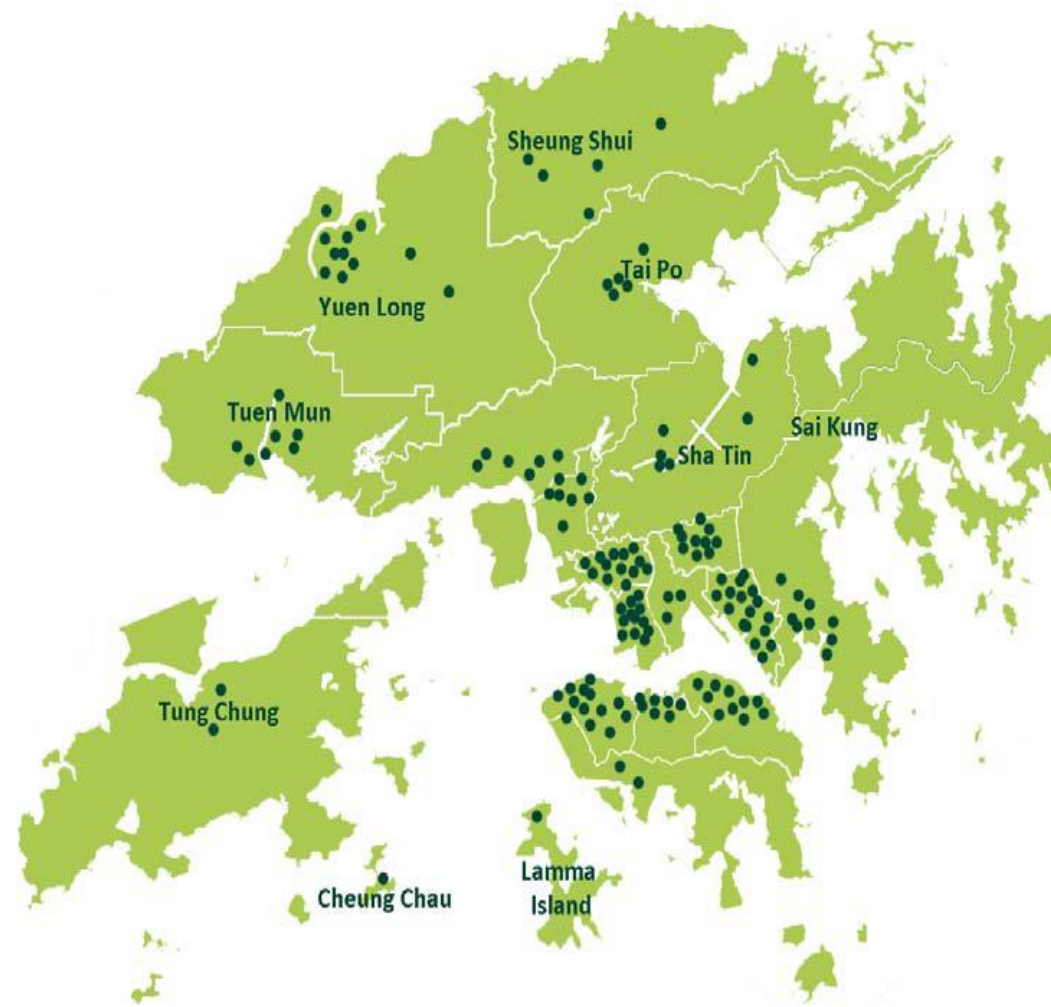 Sheung Shui
Tai Po
Yuen Long
Tuen Mun
Sai Kung
Sha Tin
Tung Chung
Lamma
Island
Cheung Chau